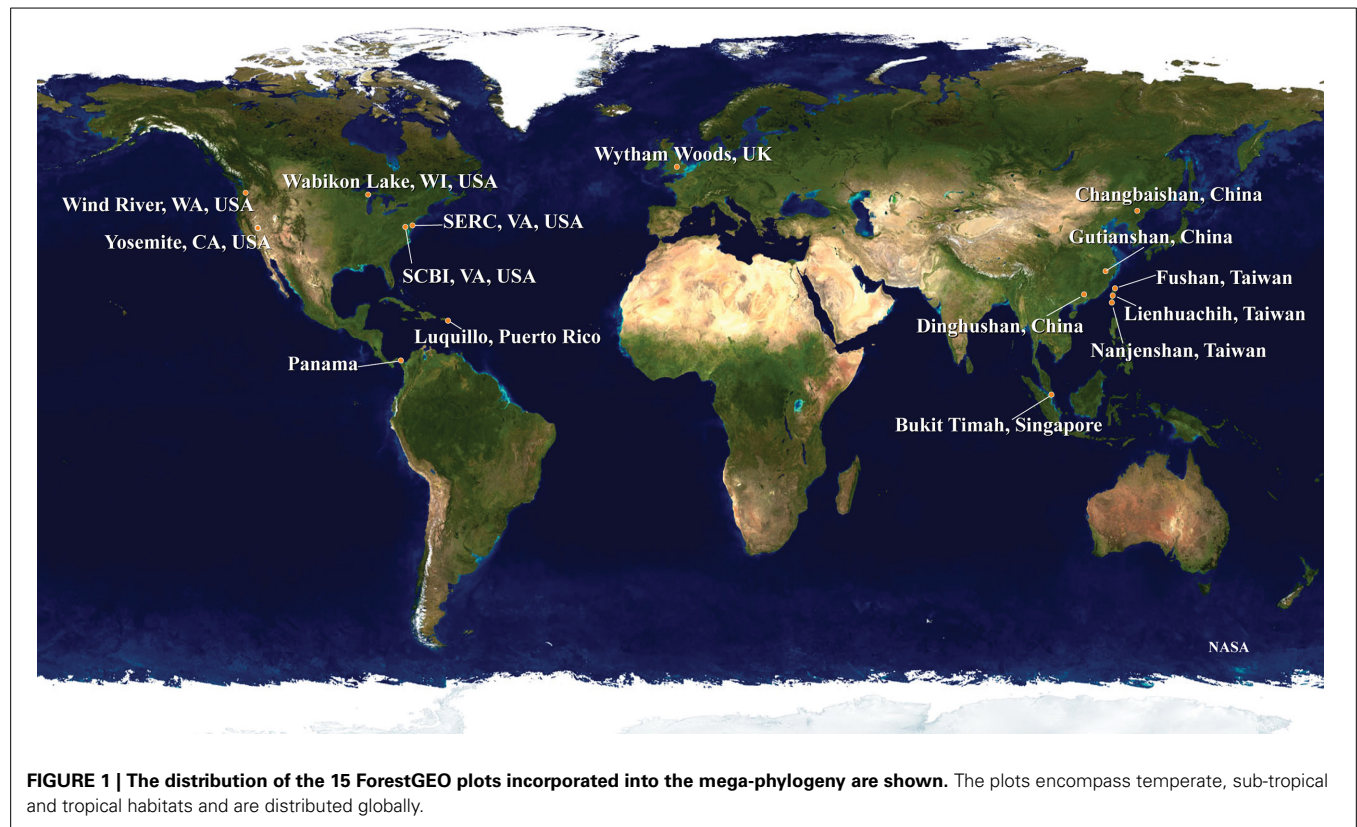 Wytham Woods, UK
Wabikon Lake, WI, USA
Changbaishan, China
Wind River, WA, USA
SERC, VA, USA
Yosemite, CA, USA
Gutianshan, China
SCBI, VA, USA
Fushan, Taiwan
Lienhuachih, Taiwan
Dinghushan, China
Luquillo, Puerto Rico
Nanjenshan, Taiwan
Panama
Bukit Timah, Singapore
NASA
FIGURE 1 | The distribution of the 15 ForestGEO plots incorporated into the mega-phylogeny are shown. The plots encompass temperate, sub-tropical
and tropical habitats and are distributed globally.